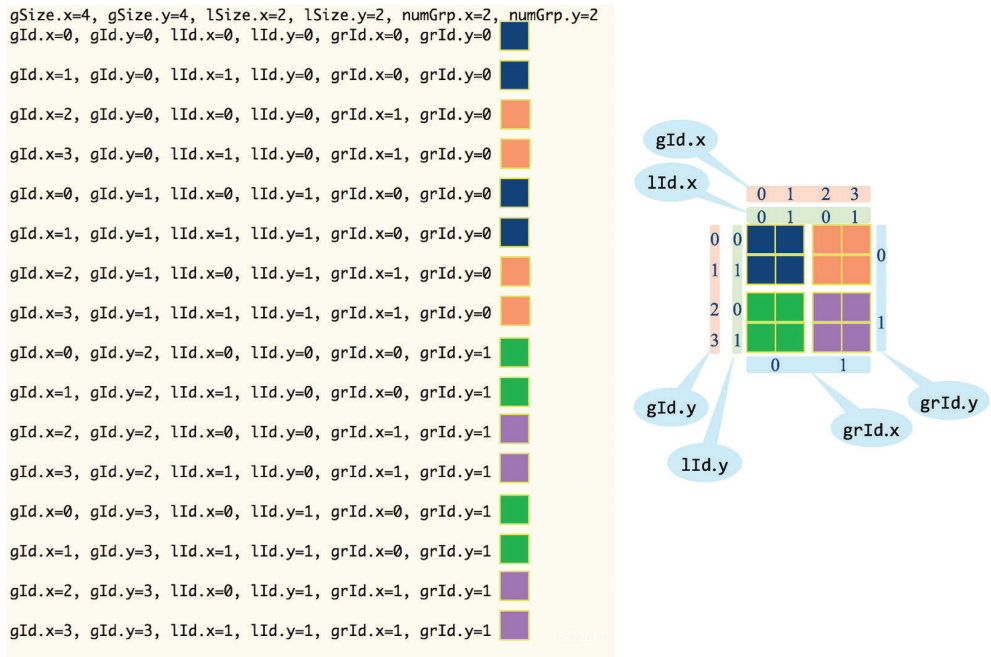 gSize.x=4, gSize.y=4, lSize.x=2, lSize.y=2, numGrp.x=2, numGrp.y=2
gId.x=0, gId.y=0, lId.x=0, lId.y=0, grId.x=0, grId.y=0
gId.x=1, gId.y=0, lId.x=1, lId.y=0, grId.x=0, grId.y=0
gId.x=2, gId.y=0, lId.x=0, lId.y=0, grId.x=1, grId.y=0
gId.x=3, gId.y=0, lId.x=1, lId.y=0, grId.x=1, grId.y=0
gId.x=0, gId.y=1, lId.x=0, lId.y=1, grId.x=0, grId.y=0
gId.x=1, gId.y=1, lId.x=1, lId.y=1, grId.x=0, grId.y=0
gId.x=2, gId.y=1, lId.x=0, lId.y=1, grId.x=1, grId.y=0
gId.x=3, gId.y=1, lId.x=1, lId.y=1, grId.x=1, grId.y=0
gId.x=0, gId.y=2, lId.x=0, lId.y=0, grId.x=0, grId.y=1
gId.x=1, gId.y=2, lId.x=1, lId.y=0, grId.x=0, grId.y=1
gId.x=2, gId.y=2, lId.x=0, lId.y=0, grId.x=1, grId.y=1
gId.x=3, gId.y=2, lId.x=1, lId.y=0, grId.x=1, grId.y=1
gId.x=0, gId.y=3, lId.x=0, lId.y=1, grId.x=0, grId.y=1
gId.x=1, gId.y=3, lId.x=1, lId.y=1, grId.x=0, grId.y=1
gId.x=2, gId.y=3, lId.x=0, lId.y=1, grId.x=1, grId.y=1
gId.x=3, gId.y=3, lId.x=1, lId.y=1, grId.x=1, grId.y=1
gId.x
lId.x
0 1 2 3
0 1 0 1
0 0
0
1 1
2 0
1
3 1
0 1
gId.y
grId.y
grId.x
lId.y